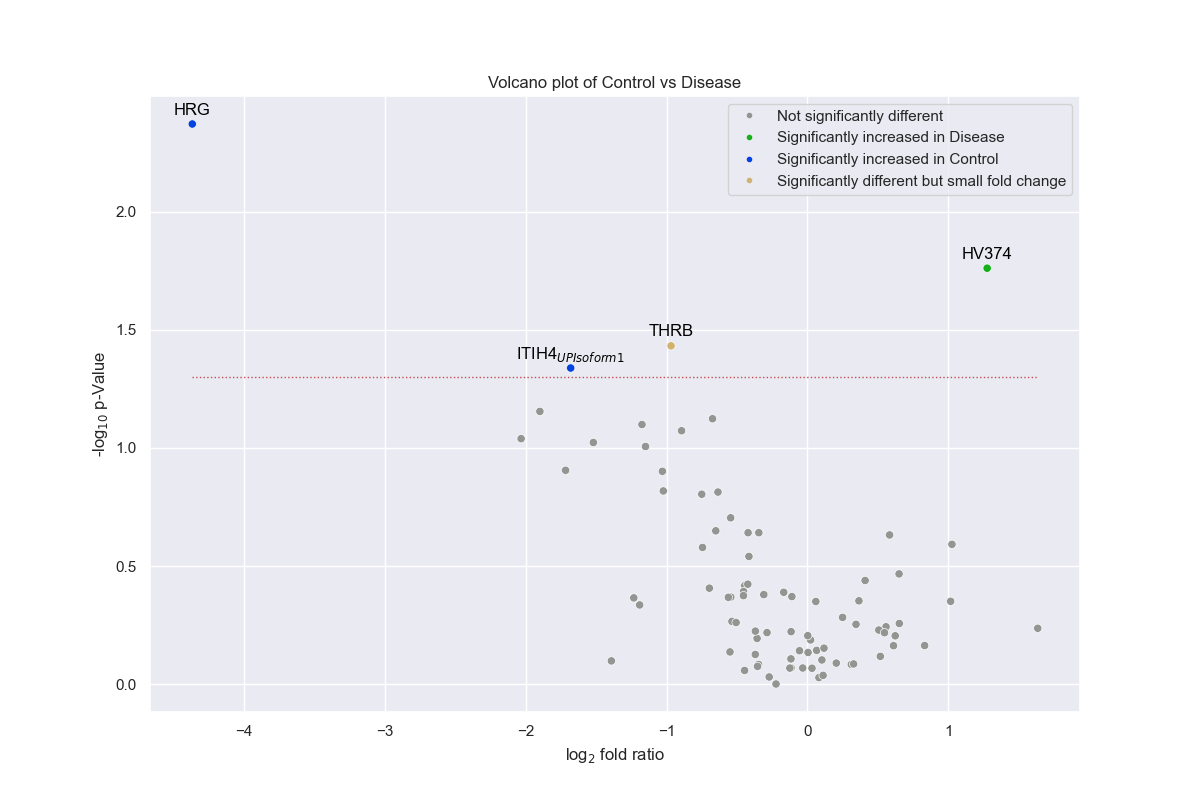 Volcano plot of Control vs Disease
HRG
Not significantly different
Significantly increased in Disease
Significantly increased in Control
Significantly different but small fold change
2.0
HV374
1.5
THRB
ITIH4UPIsoform1
-log10 p-Value
1.0
0.5
0.0
−4 −3 −2 −1 0 1
log2 fold ratio